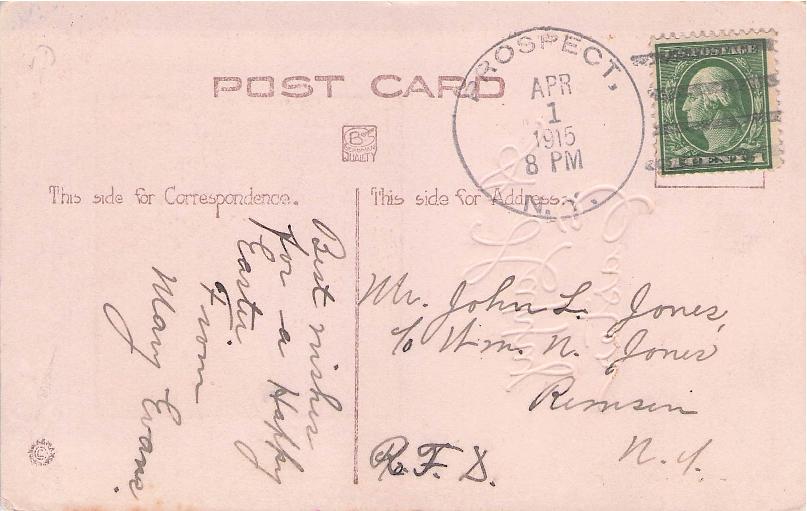 POST CARD
B S
QUALITY
PROSPECT,
APR
1
1915
8 PM
N.Y.
U.S. POSTAGE
1 CENT 1
This side for Correspondence.
This side for Address.
Best wishes
for a Happy
Easter.
From
Mary Evans.
Mr. John L. Jones,
c/o Wm. N. Jones
Remsen
N.Y.
R.F.D.